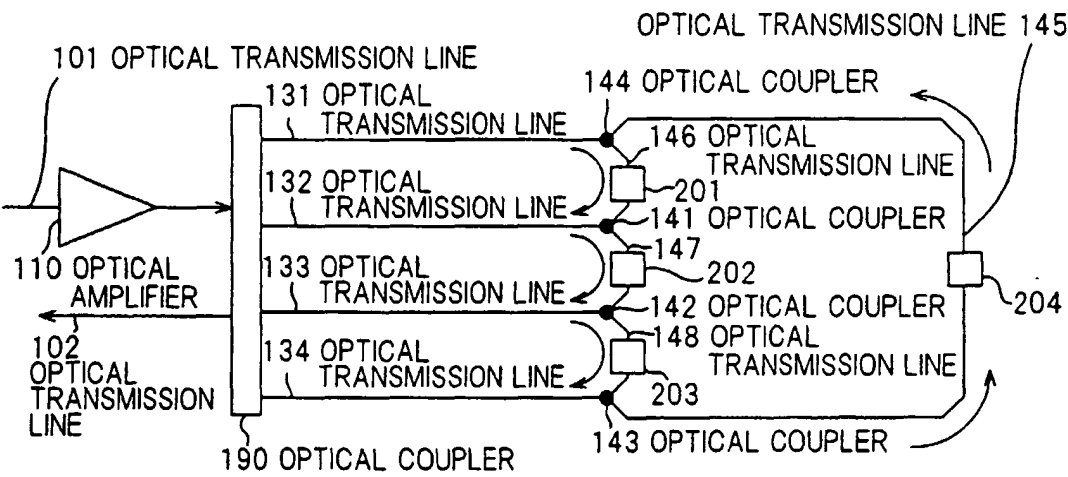 OPTICAL TRANSMISSION LINE 145
101 OPTICAL TRANSMISSION LINE
144 OPTICAL COUPLER
131 OPTICAL
TRANSMISSION LINE
146 OPTICAL
TRANSMISSION LINE
201
132 OPTICAL
TRANSMISSION LINE
141 OPTICAL COUPLER
147
110 OPTICAL
AMPLIFIER
133 OPTICAL
TRANSMISSION LINE
202
204
142 OPTICAL COUPLER
148 OPTICAL
TRANSMISSION LINE
102
OPTICAL
TRANSMISSION
LINE
134 OPTICAL
TRANSMISSION LINE
203
143 OPTICAL COUPLER
190 OPTICAL COUPLER